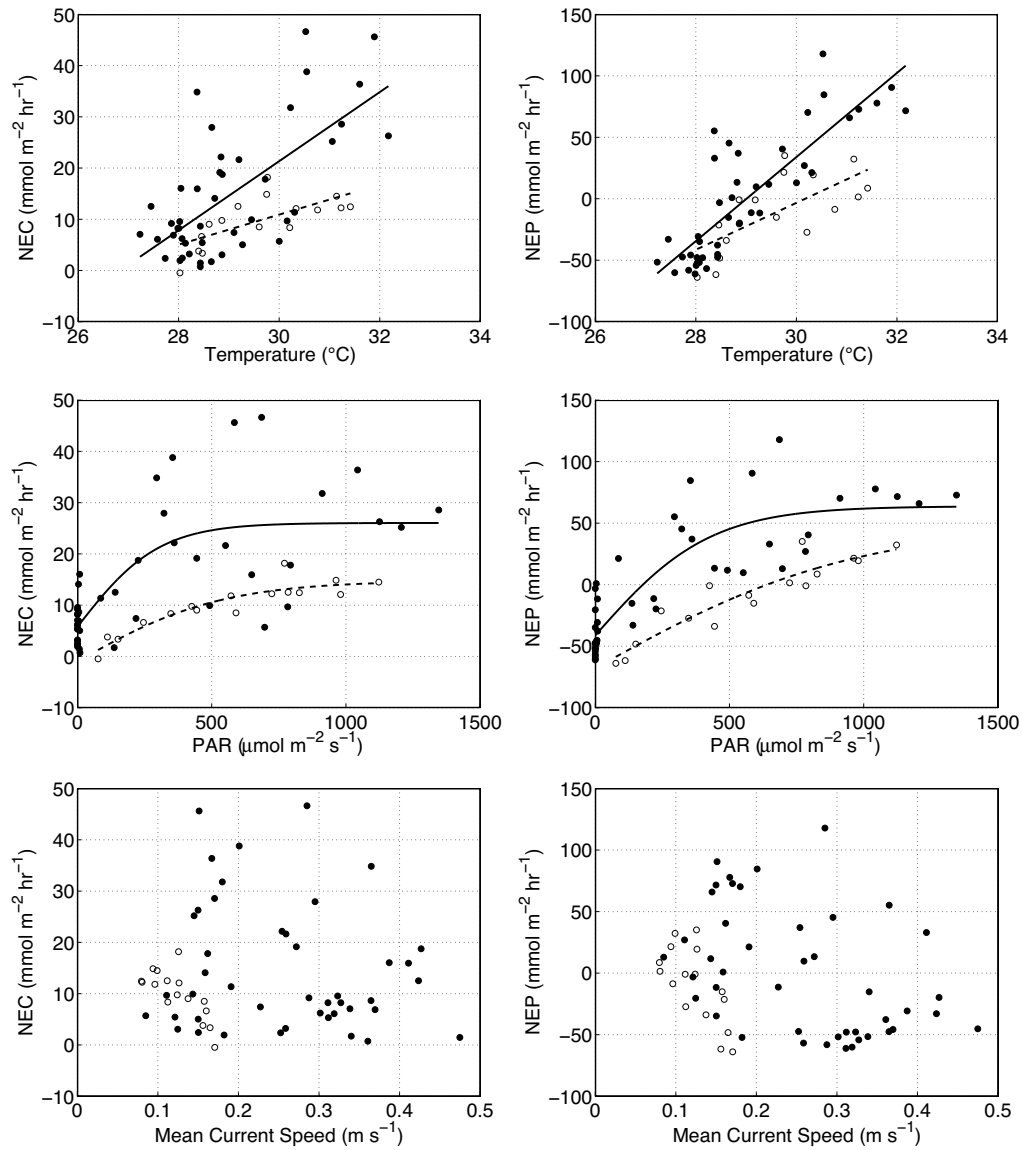 50
40
30
20
10
0
−10
NEC (mmol m⁻² hr⁻¹)
26 28 30 32 34
Temperature (°C)
150
100
50
0
−50
−100
NEP (mmol m⁻² hr⁻¹)
26 28 30 32 34
Temperature (°C)
50
40
30
20
10
0
−10
NEC (mmol m⁻² hr⁻¹)
0 500 1000 1500
PAR (μmol m⁻² s⁻¹)
150
100
50
0
−50
−100
NEP (mmol m⁻² hr⁻¹)
0 500 1000 1500
PAR (μmol m⁻² s⁻¹)
50
40
30
20
10
0
−10
NEC (mmol m⁻² hr⁻¹)
0 0.1 0.2 0.3 0.4 0.5
Mean Current Speed (m s⁻¹)
150
100
50
0
−50
−100
NEP (mmol m⁻² hr⁻¹)
0 0.1 0.2 0.3 0.4 0.5
Mean Current Speed (m s⁻¹)